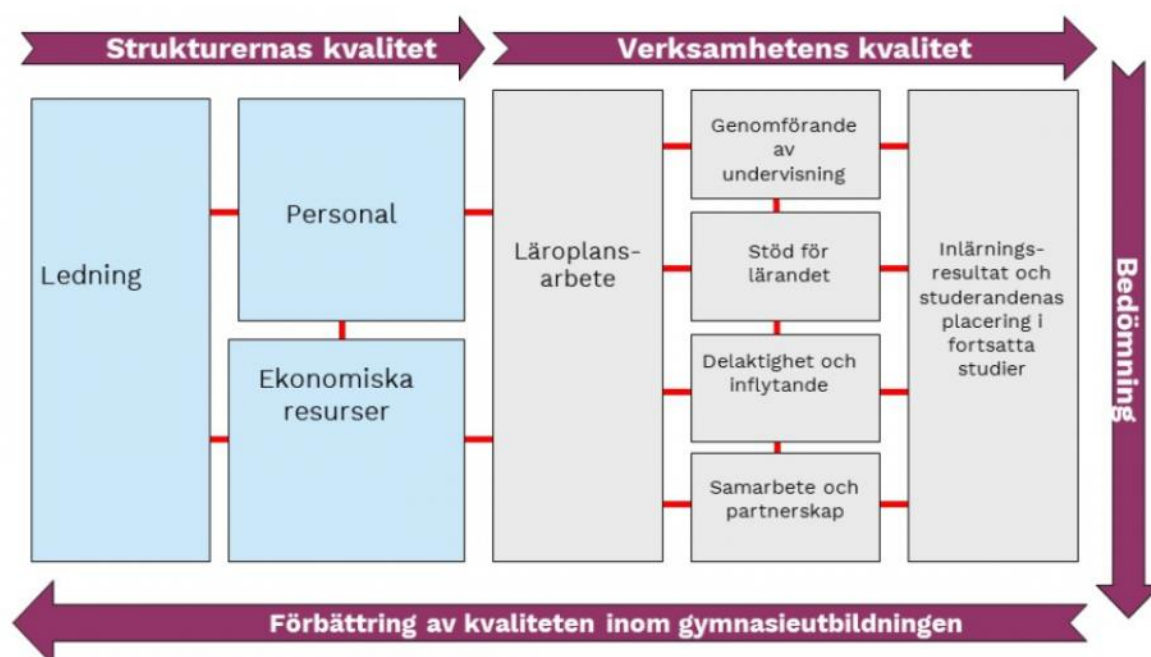 Strukturernas kvalitet
Verksamhetens kvalitet
Ledning
Personal
Ekonomiska
resurser
Läroplans-
arbete
Genomförande
av
undervisning
Stöd för
lärandet
Delaktighet och
inflytande
Samarbete och
partnerskap
Inlärnings-
resultat och
studerandenas
placering i
fortsatta
studier
Bedömning
Förbättring av kvaliteten inom gymnasieutbildningen